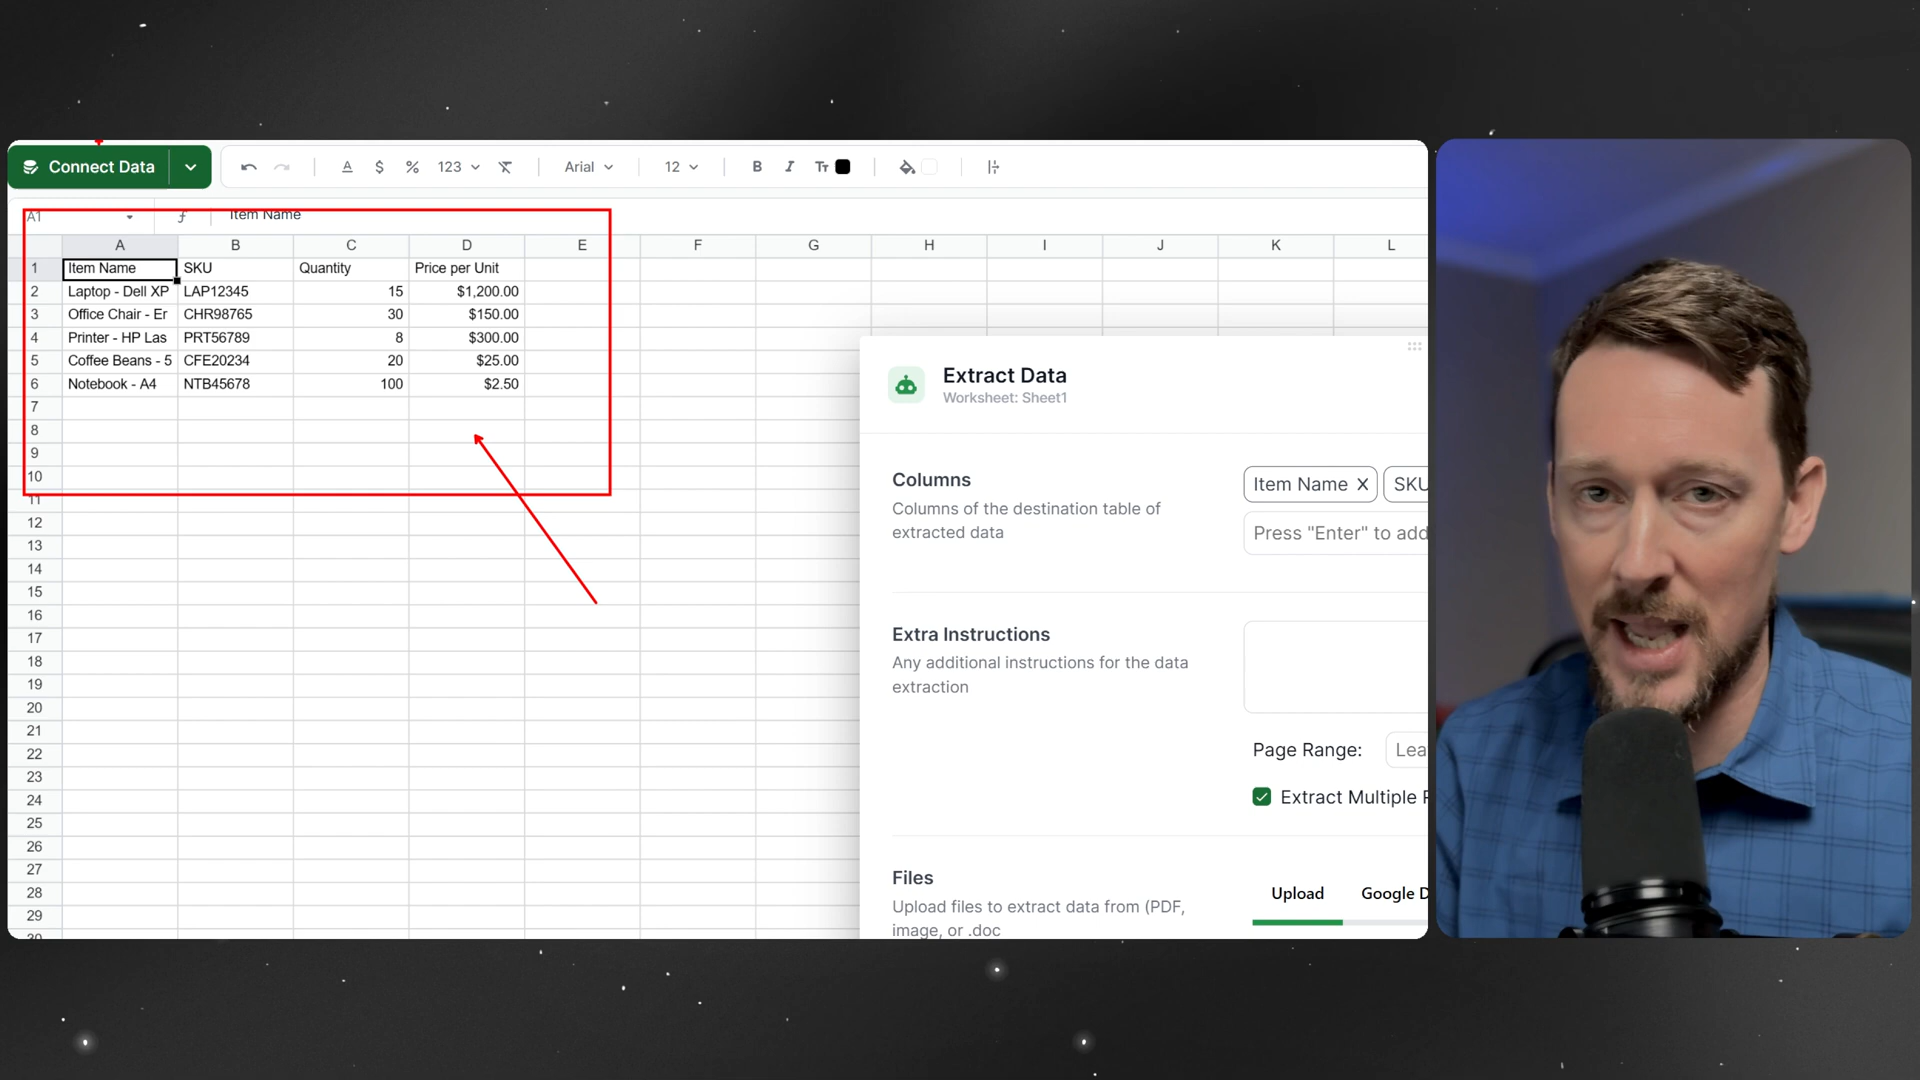 Connect Data
$ % 123 Arial 12 B I Tт
A1 f Item Name
A B C D E F G H I J K L
1 Item Name SKU Quantity Price per Unit
2 Laptop - Dell XP LAP12345 15 $1,200.00
3 Office Chair - Er CHR98765 30 $150.00
4 Printer - HP Las PRT56789 8 $300.00
5 Coffee Beans - 5 CFE20234 20 $25.00
6 Notebook - A4 NTB45678 100 $2.50
7
8
9
10
11
12
13
14
15
16
17
18
19
20
21
22
23
24
25
26
27
28
29
30
Extract Data
Worksheet: Sheet1
Columns
Columns of the destination table of
extracted data
Item Name X SKU
Press "Enter" to add
Extra Instructions
Any additional instructions for the data
extraction
Page Range: Lea
Extract Multiple
Files
Upload files to extract data from (PDF,
image, or .doc
Upload Google D